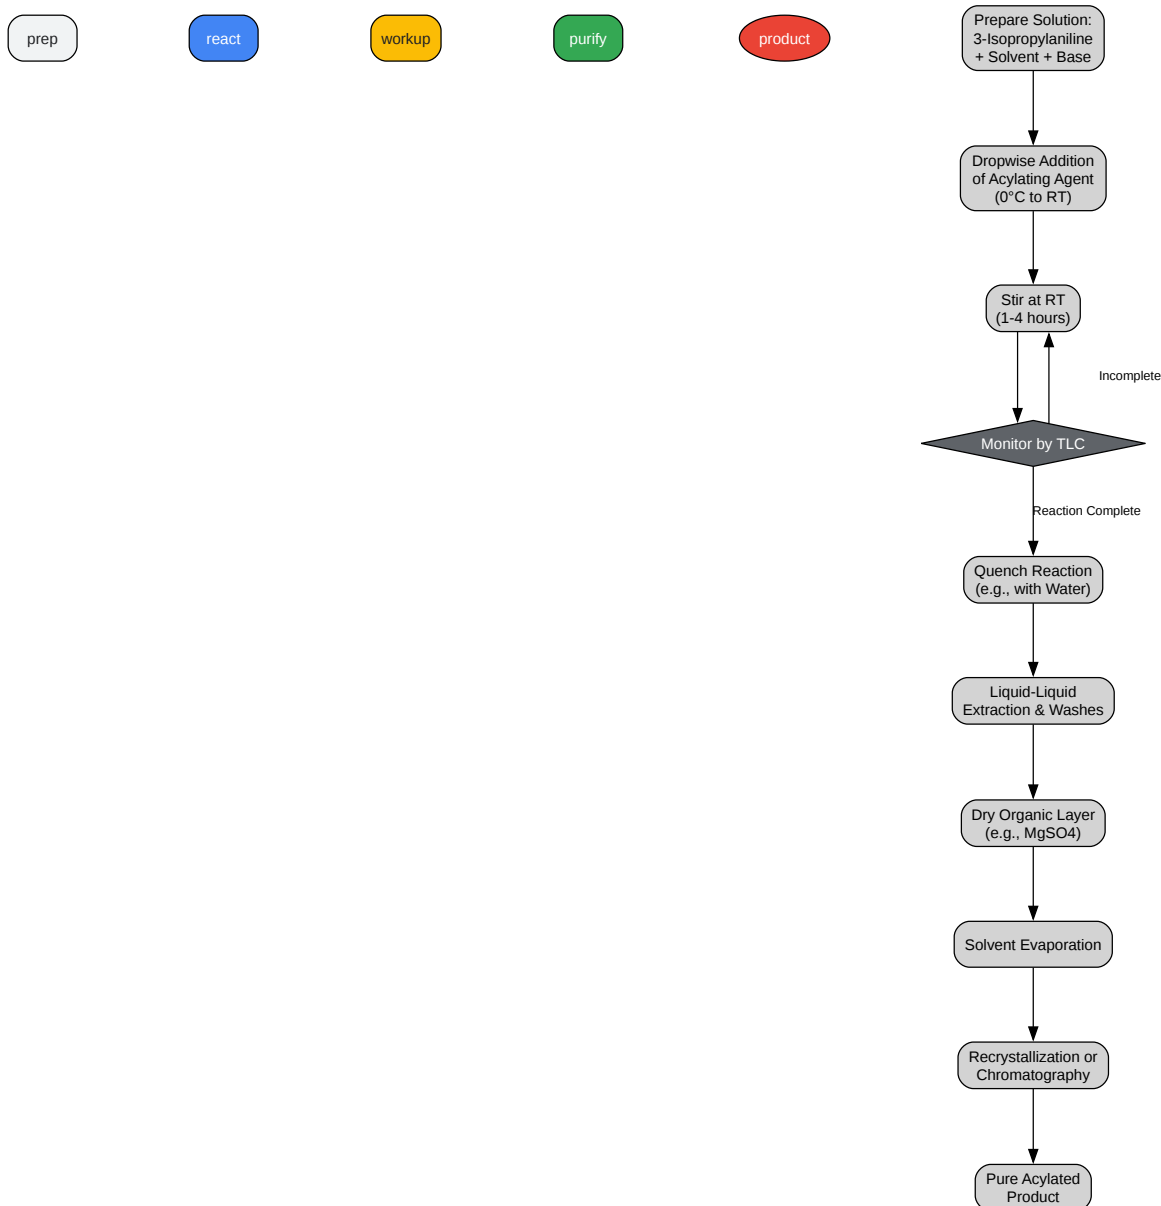 prep
react
workup
purify
product
Prepare Solution:
3-Isopropylaniline
+ Solvent + Base
Dropwise Addition
of Acylating Agent
(0°C to RT)
Stir at RT
(1-4 hours)
Incomplete
Monitor by TLC
Reaction Complete
Quench Reaction
(e.g., with Water)
Liquid-Liquid
Extraction & Washes
Dry Organic Layer
(e.g., MgSO4)
Solvent Evaporation
Recrystallization or
Chromatography
Pure Acylated
Product